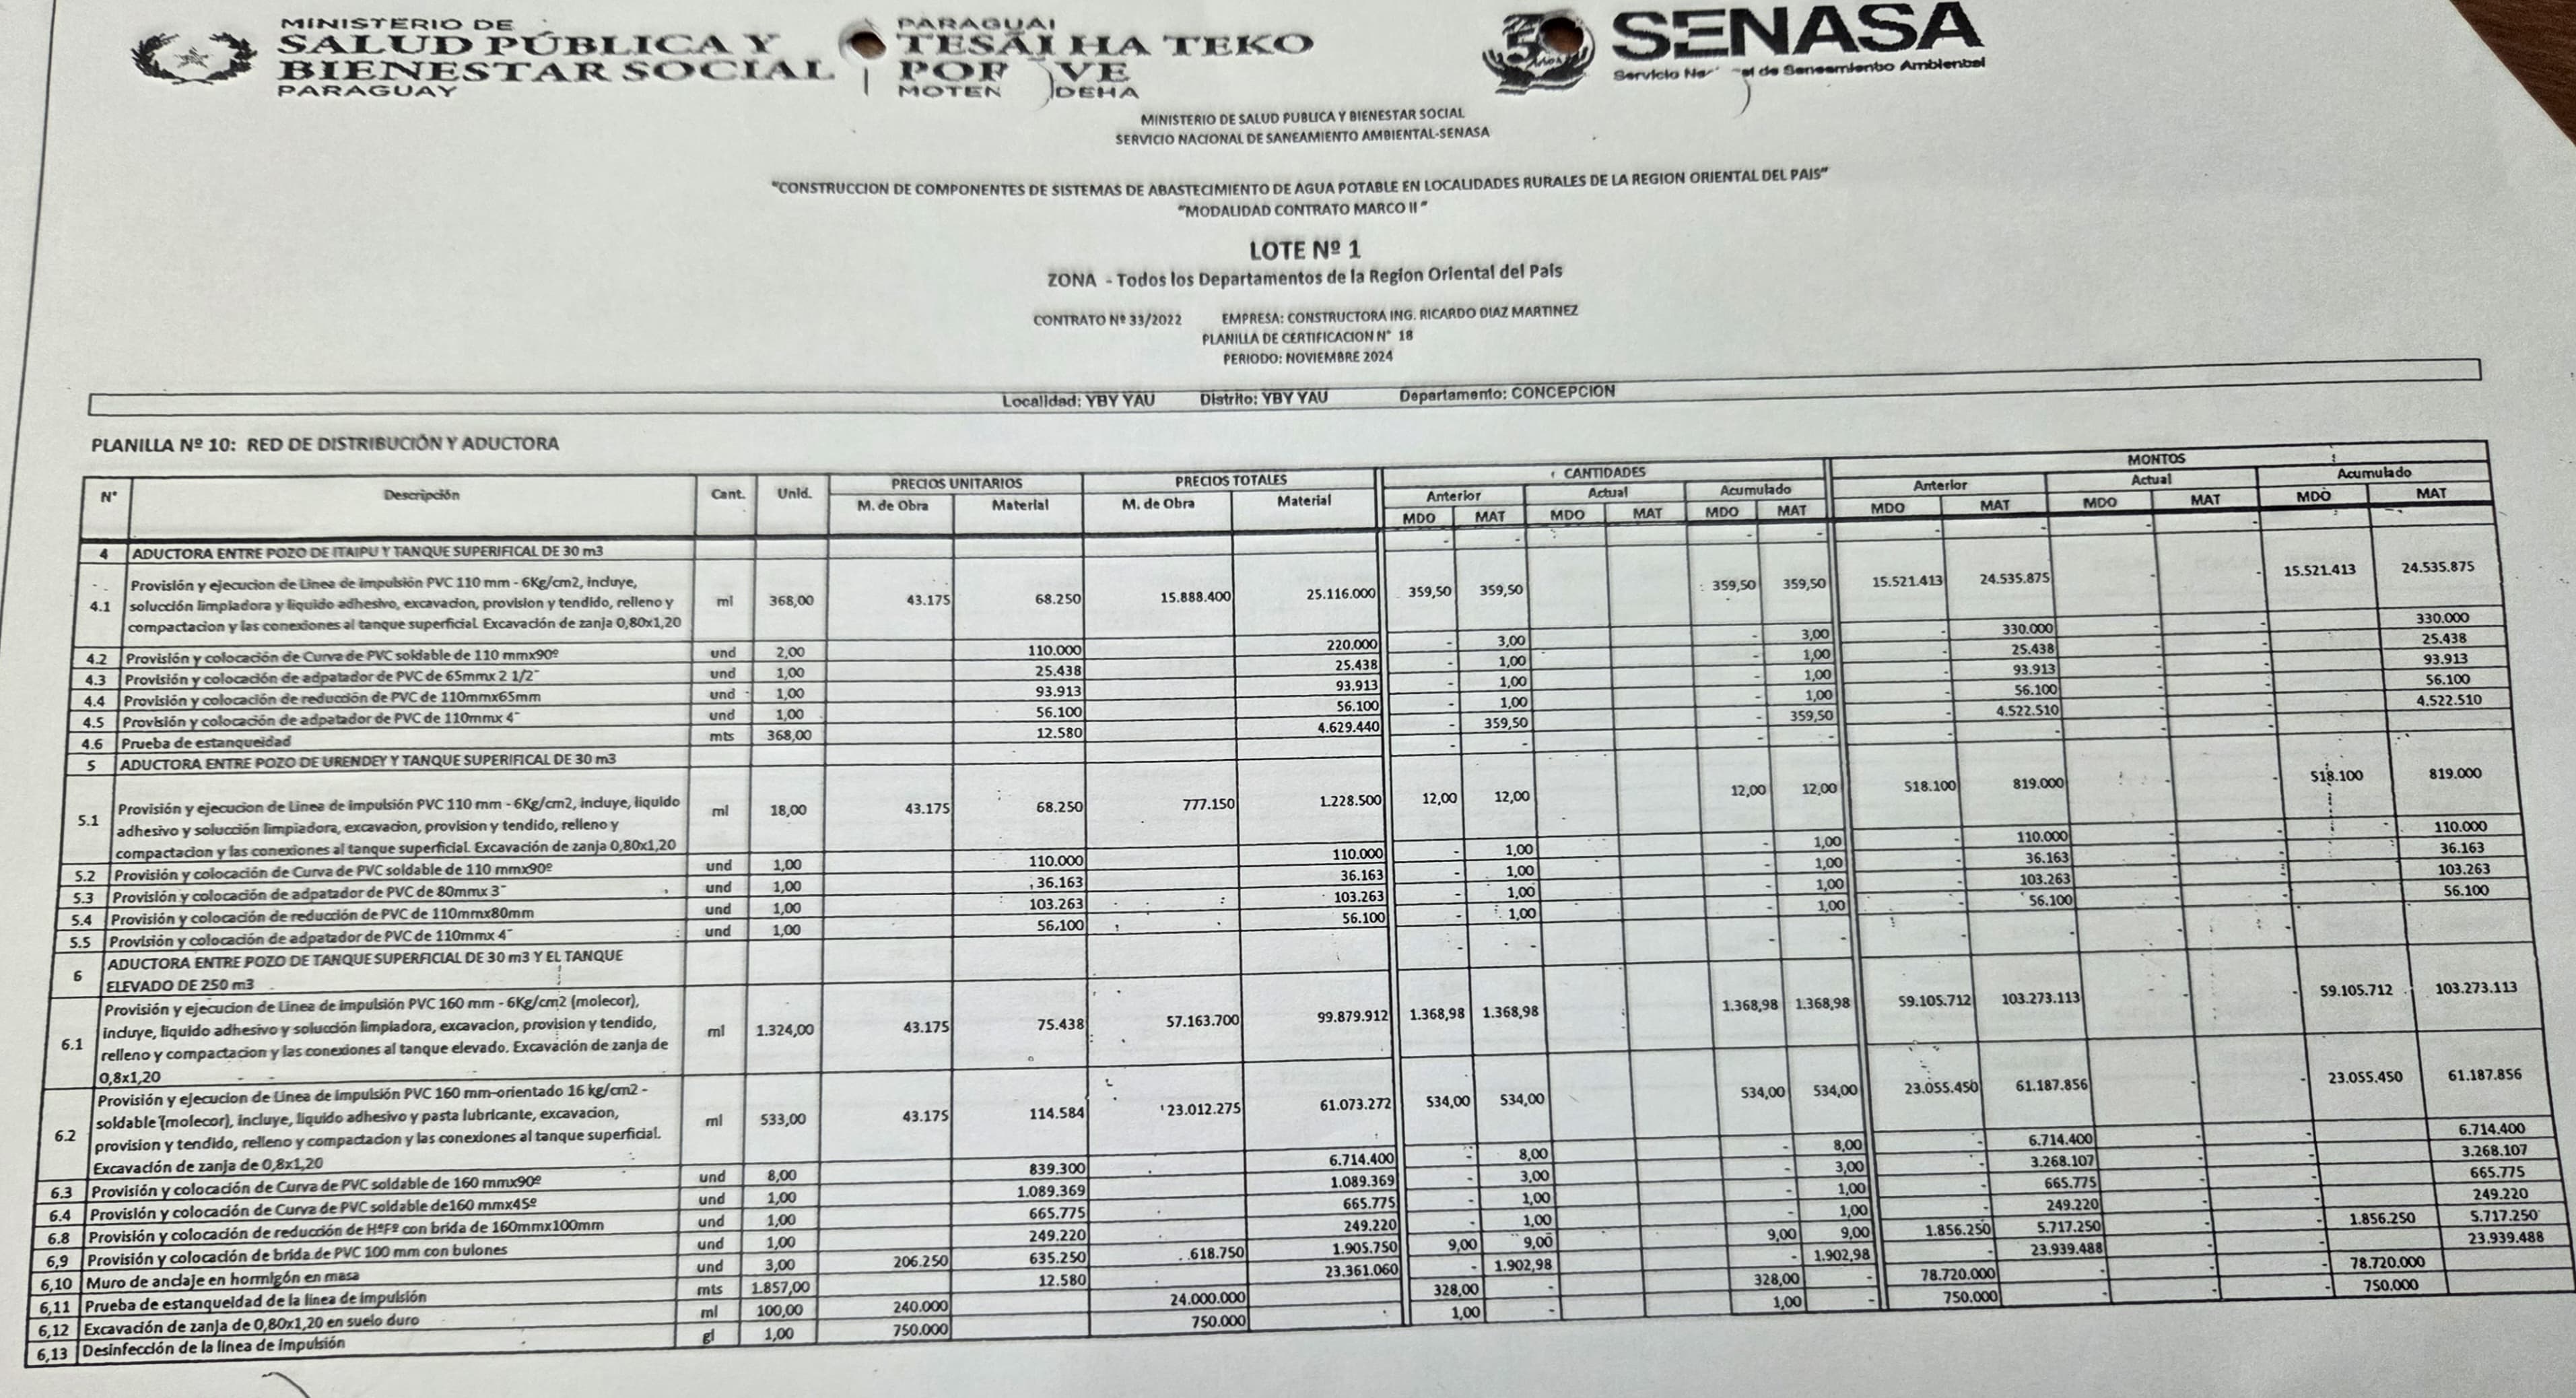 MINISTERIO DE
SALUD PÚBLICA Y
BIENESTAR SOCIAL
PARAGUAY
PARAGUAI
TESÃI HA TEKO
POR VE
MOTEN DEHA
50 Años
SENASA
Servicio Na al de Saneamiento Ambiental
MINISTERIO DE SALUD PUBLICA Y BIENESTAR SOCIAL
SERVICIO NACIONAL DE SANEAMIENTO AMBIENTAL-SENASA
"CONSTRUCCION DE COMPONENTES DE SISTEMAS DE ABASTECIMIENTO DE AGUA POTABLE EN LOCALIDADES RURALES DE LA REGION ORIENTAL DEL PAIS"
"MODALIDAD CONTRATO MARCO II "
LOTE Nº 1
ZONA - Todos los Departamentos de la Region Oriental del País
CONTRATO Nº 33/2022 EMPRESA: CONSTRUCTORA ING. RICARDO DIAZ MARTINEZ
PLANILLA DE CERTIFICACION N° 18
PERIODO: NOVIEMBRE 2024
Localidad: YBY YAU Distrito: YBY YAU Departamento: CONCEPCION
PLANILLA Nº 10: RED DE DISTRIBUCIÓN Y ADUCTORA
N° Descripción Cant. Unid. PRECIOS UNITARIOS PRECIOS TOTALES CANTIDADES MONTOS
Anterior Actual Acumulado Anterior Actual Acumulado
M. de Obra Material M. de Obra Material MDO MAT MDO MAT MDO MAT MDO MAT MDO MAT MDO MAT
4 ADUCTORA ENTRE POZO DE ITAIPU Y TANQUE SUPERIFICAL DE 30 m3 - - - - - - - -
Provisión y ejecucion de Linea de impulsión PVC 110 mm - 6Kg/cm2, incluye,
4.1 solucción limpiadora y liquido adhesivo, excavacion, provision y tendido, relleno y ml 368,00 43.175 68.250 15.888.400 25.116.000 359,50 359,50 359,50 359,50 15.521.413 24.535.875 - - 15.521.413 24.535.875
compactacion y las conexiones al tanque superficial. Excavación de zanja 0,80x1,20
4.2 Provisión y colocación de Curva de PVC soldable de 110 mmx90º und 2,00 110.000 220.000 - 3,00 - 3,00 - 330.000 - - 330.000
4.3 Provisión y colocación de adpatador de PVC de 65mmx 2 1/2" und 1,00 25.438 25.438 - 1,00 - 1,00 - 25.438 - - 25.438
4.4 Provisión y colocación de reducción de PVC de 110mmx65mm und 1,00 93.913 93.913 - 1,00 - 1,00 - 93.913 - - 93.913
4.5 Provisión y colocación de adpatador de PVC de 110mmx 4" und 1,00 56.100 56.100 - 1,00 - 1,00 - 56.100 - - 56.100
4.6 Prueba de estanqueidad mts 368,00 12.580 4.629.440 - 359,50 - 359,50 - 4.522.510 - - 4.522.510
5 ADUCTORA ENTRE POZO DE URENDEY Y TANQUE SUPERIFICAL DE 30 m3 - - - - - - - -
Provisión y ejecucion de Linea de impulsión PVC 110 mm - 6Kg/cm2, incluye, liquido
5.1 adhesivo y solucción limpiadora, excavacion, provision y tendido, relleno y ml 18,00 43.175 68.250 777.150 1.228.500 12,00 12,00 12,00 12,00 518.100 819.000 - - 518.100 819.000
compactacion y las conexiones al tanque superficial. Excavación de zanja 0,80x1,20
5.2 Provisión y colocación de Curva de PVC soldable de 110 mmx90º und 1,00 110.000 110.000 - 1,00 - 1,00 - 110.000 - - - 110.000
5.3 Provisión y colocación de adpatador de PVC de 80mmx 3" und 1,00 36.163 36.163 - 1,00 - 1,00 - 36.163 - - 36.163
5.4 Provisión y colocación de reducción de PVC de 110mmx80mm und 1,00 103.263 103.263 - 1,00 - 1,00 - 103.263 - - 103.263
5.5 Provisión y colocación de adpatador de PVC de 110mmx 4" und 1,00 56.100 56.100 - 1,00 - 1,00 - 56.100 - - 56.100
ADUCTORA ENTRE POZO DE TANQUE SUPERFICIAL DE 30 m3 Y EL TANQUE
6 ELEVADO DE 250 m3 - - - - - - - -
Provisión y ejecucion de Linea de impulsión PVC 160 mm - 6Kg/cm2 (molecor),
incluye, liquido adhesivo y solucción limpiadora, excavacion, provision y tendido,
6.1 relleno y compactacion y las conexiones al tanque elevado. Excavación de zanja de ml 1.324,00 43.175 75.438 57.163.700 99.879.912 1.368,98 1.368,98 1.368,98 1.368,98 59.105.712 103.273.113 - - 59.105.712 103.273.113
0,8x1,20
Provisión y ejecucion de Linea de impulsión PVC 160 mm-orientado 16 kg/cm2 -
soldable (molecor), incluye, liquido adhesivo y pasta lubricante, excavacion,
6.2 provision y tendido, relleno y compactacion y las conexiones al tanque superficial. ml 533,00 43.175 114.584 23.012.275 61.073.272 534,00 534,00 534,00 534,00 23.055.450 61.187.856 - - 23.055.450 61.187.856
Excavación de zanja de 0,8x1,20
6.3 Provisión y colocación de Curva de PVC soldable de 160 mmx90º und 8,00 839.300 6.714.400 - 8,00 - 8,00 - 6.714.400 - - 6.714.400
6.4 Provisión y colocación de Curva de PVC soldable de160 mmx45º und 1,00 1.089.369 1.089.369 - 3,00 - 3,00 - 3.268.107 - - 3.268.107
6.8 Provisión y colocación de reducción de HºFº con brida de 160mmx100mm und 1,00 665.775 665.775 - 1,00 - 1,00 - 665.775 - - 665.775
6,9 Provisión y colocación de brida de PVC 100 mm con bulones und 1,00 249.220 249.220 - 1,00 - 1,00 - 249.220 - - 249.220
6,10 Muro de anclaje en hormigón en masa und 3,00 206.250 635.250 618.750 1.905.750 9,00 9,00 9,00 9,00 1.856.250 5.717.250 - - 1.856.250 5.717.250
6,11 Prueba de estanqueidad de la linea de impulsión mts 1.857,00 12.580 23.361.060 - 1.902,98 - 1.902,98 - 23.939.488 - - 23.939.488
6,12 Excavación de zanja de 0,80x1,20 en suelo duro ml 100,00 240.000 24.000.000 328,00 - 328,00 - 78.720.000 - - 78.720.000
6,13 Desinfección de la linea de impulsión gl 1,00 750.000 750.000 1,00 - 1,00 - 750.000 - - 750.000